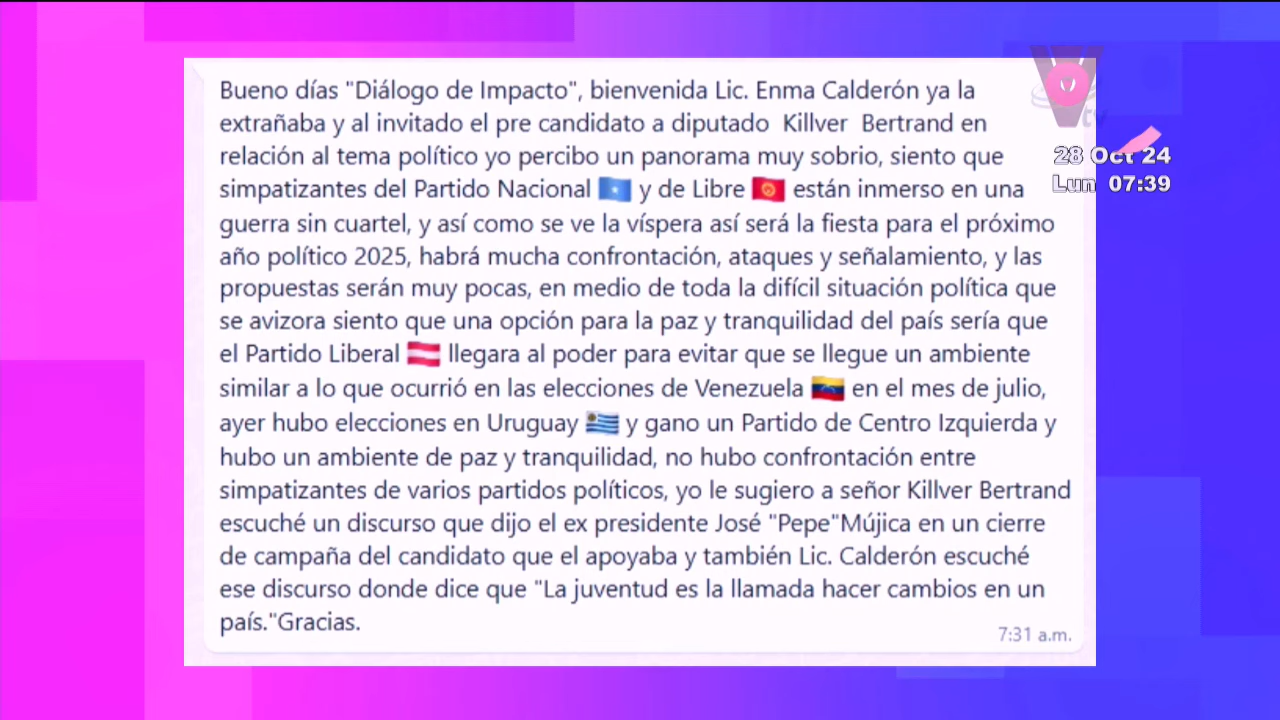 Bueno días "Diálogo de Impacto", bienvenida Lic. Enma Calderón ya la
extrañaba y al invitado el pre candidato a diputado Killver Bertrand en
relación al tema político yo percibo un panorama muy sobrio, siento que
simpatizantes del Partido Nacional 🇸🇴 y de Libre 🇰🇬 están inmerso en una
guerra sin cuartel, y así como se ve la víspera así será la fiesta para el próximo
año político 2025, habrá mucha confrontación, ataques y señalamiento, y las
propuestas serán muy pocas, en medio de toda la difícil situación política que
se avizora siento que una opción para la paz y tranquilidad del país sería que
el Partido Liberal 🇦🇹 llegara al poder para evitar que se llegue un ambiente
similar a lo que ocurrió en las elecciones de Venezuela 🇻🇪 en el mes de julio,
ayer hubo elecciones en Uruguay 🇺🇾 y gano un Partido de Centro Izquierda y
hubo un ambiente de paz y tranquilidad, no hubo confrontación entre
simpatizantes de varios partidos políticos, yo le sugiero a señor Killver Bertrand
escuché un discurso que dijo el ex presidente José "Pepe"Mújica en un cierre
de campaña del candidato que el apoyaba y también Lic. Calderón escuché
ese discurso donde dice que "La juventud es la llamada hacer cambios en un
país."Gracias.
7:31 a.m.
V tv
28 Oct 24
Lun 07:39